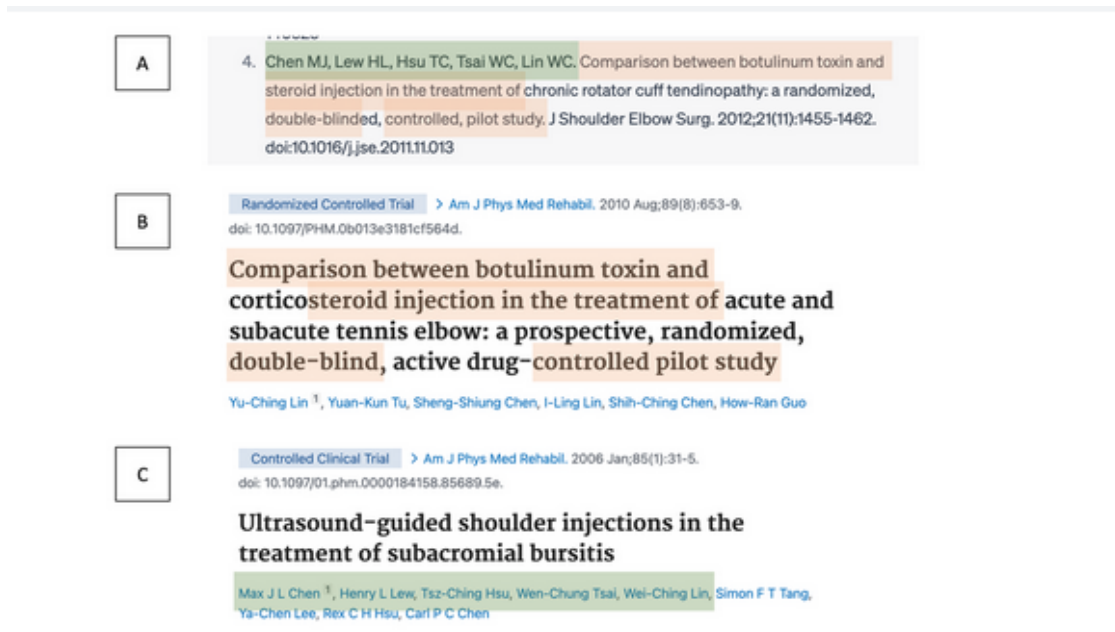 A
4. Chen MJ, Lew HL, Hsu TC, Tsai WC, Lin WC. Comparison between botulinum toxin and
steroid injection in the treatment of chronic rotator cuff tendinopathy: a randomized,
double-blinded, controlled, pilot study. J Shoulder Elbow Surg. 2012;21(11):1455-1462.
doi:10.1016/j.jse.2011.11.013
B
Randomized Controlled Trial > Am J Phys Med Rehabil. 2010 Aug;89(8):653-9.
doi: 10.1097/PHM.0b013e3181cf564d.
Comparison between botulinum toxin and
corticosteroid injection in the treatment of acute and
subacute tennis elbow: a prospective, randomized,
double-blind, active drug-controlled pilot study
Yu-Ching Lin 1, Yuan-Kun Tu, Sheng-Shiung Chen, I-Ling Lin, Shih-Ching Chen, How-Ran Guo
C
Controlled Clinical Trial > Am J Phys Med Rehabil. 2006 Jan;85(1):31-5.
doi: 10.1097/01.phm.0000184158.85689.5e.
Ultrasound-guided shoulder injections in the
treatment of subacromial bursitis
Max J L Chen 1, Henry L Lew, Tsz-Ching Hsu, Wen-Chung Tsai, Wei-Ching Lin, Simon F T Tang,
Ya-Chen Lee, Rex C H Hsu, Carl P C Chen